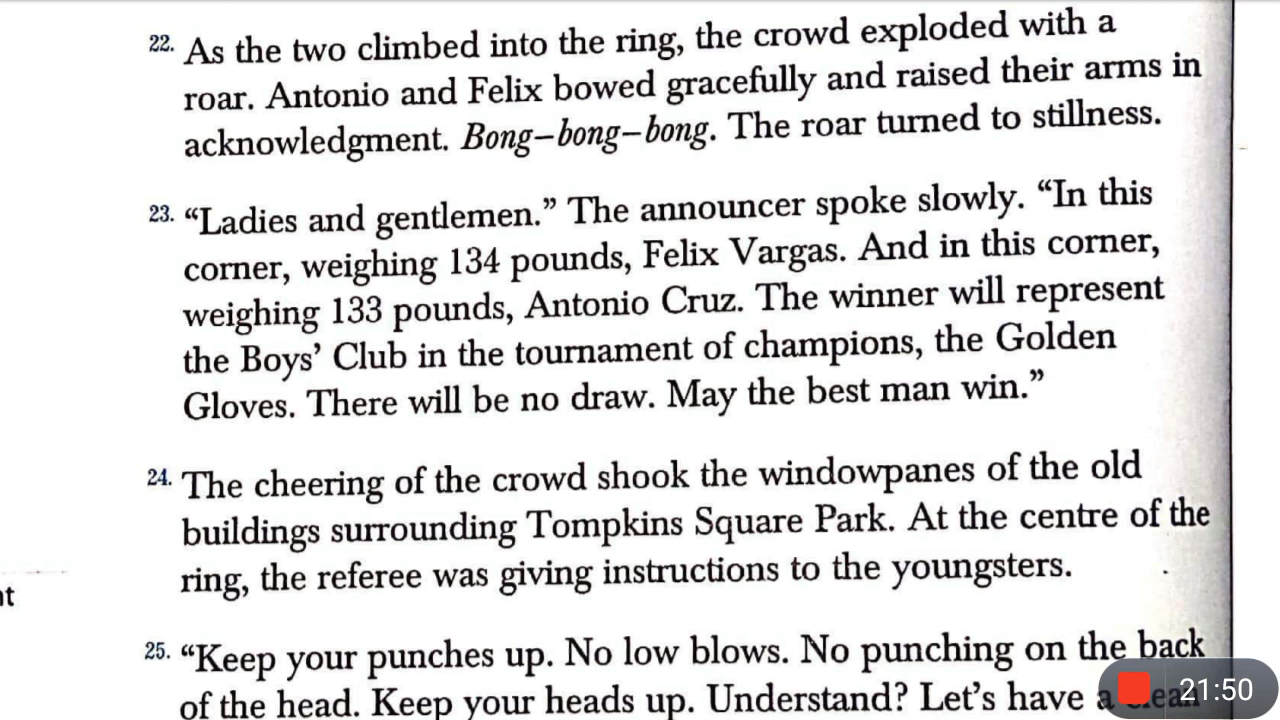 22. As the two climbed into the ring, the crowd exploded with a
roar. Antonio and Felix bowed gracefully and raised their arms in
acknowledgment. Bong–bong–bong. The roar turned to stillness.
23. “Ladies and gentlemen.” The announcer spoke slowly. “In this
corner, weighing 134 pounds, Felix Vargas. And in this corner,
weighing 133 pounds, Antonio Cruz. The winner will represent
the Boys’ Club in the tournament of champions, the Golden
Gloves. There will be no draw. May the best man win.”
24. The cheering of the crowd shook the windowpanes of the old
buildings surrounding Tompkins Square Park. At the centre of the
ring, the referee was giving instructions to the youngsters.
25. “Keep your punches up. No low blows. No punching on the back
of the head. Keep your heads up. Understand? Let’s have a clean
21:50